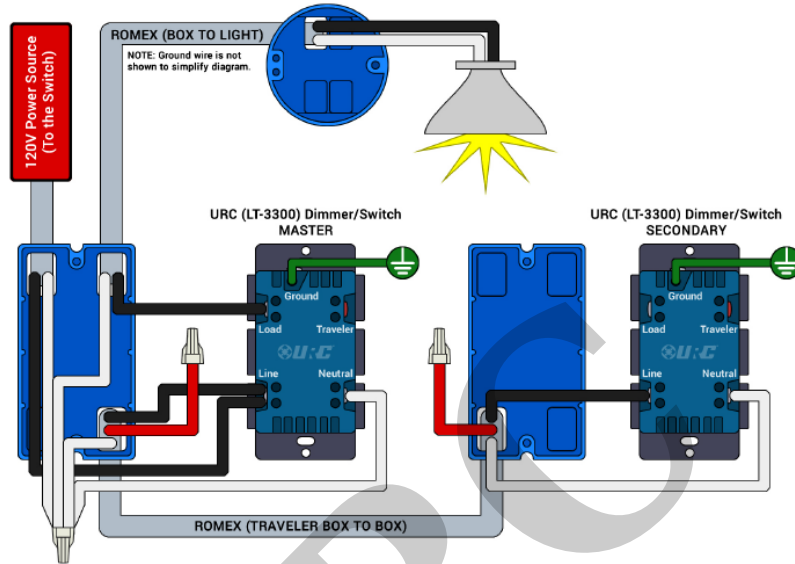 ROMEX (BOX TO LIGHT)
NOTE: Ground wire is not
shown to simplify diagram.
120V Power Source
(To the Switch)
URC (LT-3300) Dimmer/Switch
MASTER
URC (LT-3300) Dimmer/Switch
SECONDARY
Ground
Load
Traveler
URC
Line
Neutral
Ground
Load
Traveler
URC
Line
Neutral
ROMEX (TRAVELER BOX TO BOX)